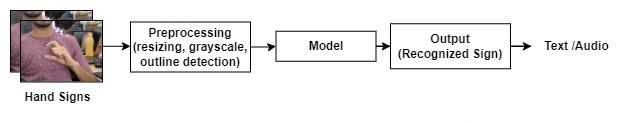 Hand Signs
Preprocessing
(resizing, grayscale,
outline detection)
Model
Output
(Recognized Sign)
Text /Audio